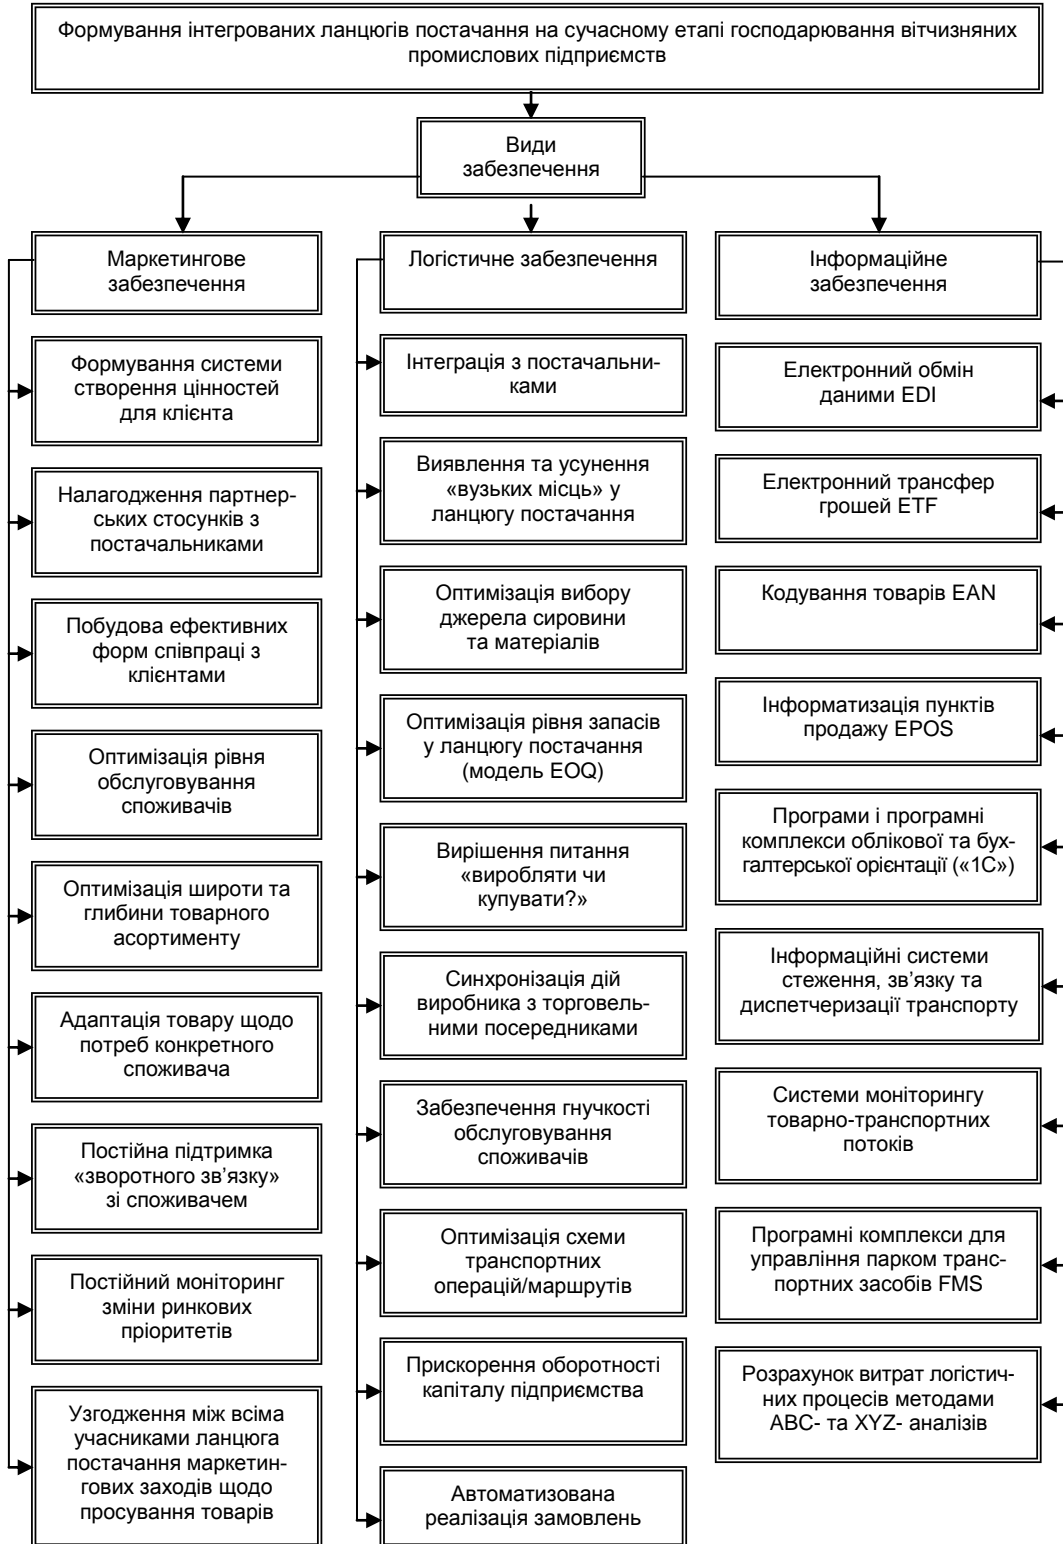 Формування інтегрованих ланцюгів постачання на сучасному етапі господарювання вітчизняних
промислових підприємств
Види
забезпечення
Маркетингове
забезпечення
Формування системи
створення цінностей
для клієнта
Налагодження партнер-
ських стосунків з
постачальниками
Побудова ефективних
форм співпраці з
клієнтами
Оптимізація рівня
обслуговування
споживачів
Оптимізація широти та
глибини товарного
асортименту
Адаптація товару щодо
потреб конкретного
споживача
Постійна підтримка
«зворотного зв'язку»
зі споживачем
Постійний моніторинг
зміни ринкових
пріоритетів
Узгодження між всіма
учасниками ланцюга
постачання маркетин-
гових заходів щодо
просування товарів
Логістичне забезпечення
Інтеграція з постачальни-
ками
Виявлення та усунення
«вузьких місць» у
ланцюгу постачання
Оптимізація вибору
джерела сировини
та матеріалів
Оптимізація рівня запасів
у ланцюгу постачання
(модель EOQ)
Вирішення питання
«виробляти чи
купувати?»
Синхронізація дій
виробника з торговель-
ними посередниками
Забезпечення гнучкості
обслуговування
споживачів
Оптимізація схеми
транспортних
операцій/маршрутів
Прискорення оборотності
капіталу підприємства
Автоматизована
реалізація замовлень
Інформаційне
забезпечення
Електронний обмін
даними EDI
Електронний трансфер
грошей ETF
Кодування товарів EAN
Інформатизація пунктів
продажу EPOS
Програми і програмні
комплекси облікової та бух-
галтерської орієнтації («1С»)
Інформаційні системи
стеження, зв'язку та
диспетчеризації транспорту
Системи моніторингу
товарно-транспортних
потоків
Програмні комплекси для
управління парком транс-
портних засобів FMS
Розрахунок витрат логістич-
них процесів методами
ABC- та XYZ- аналізів